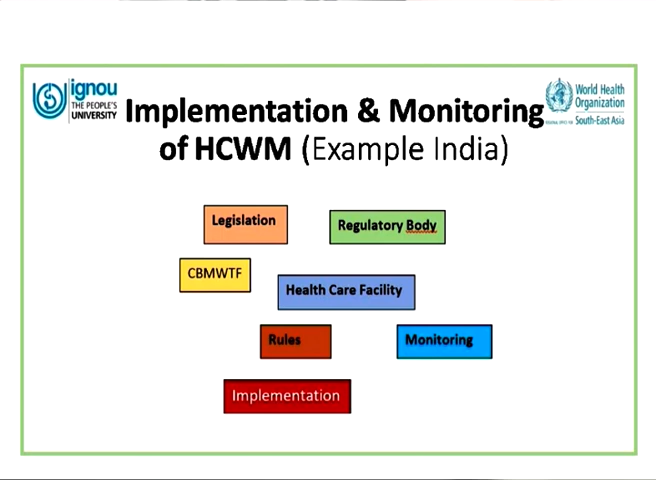 ignou
THE PEOPLE'S
UNIVERSITY
World Health
Organization
South-East Asia
Implementation & Monitoring
of HCWM (Example India)
Legislation
Regulatory Body
CBMWTF
Health Care Facility
Rules
Monitoring
Implementation